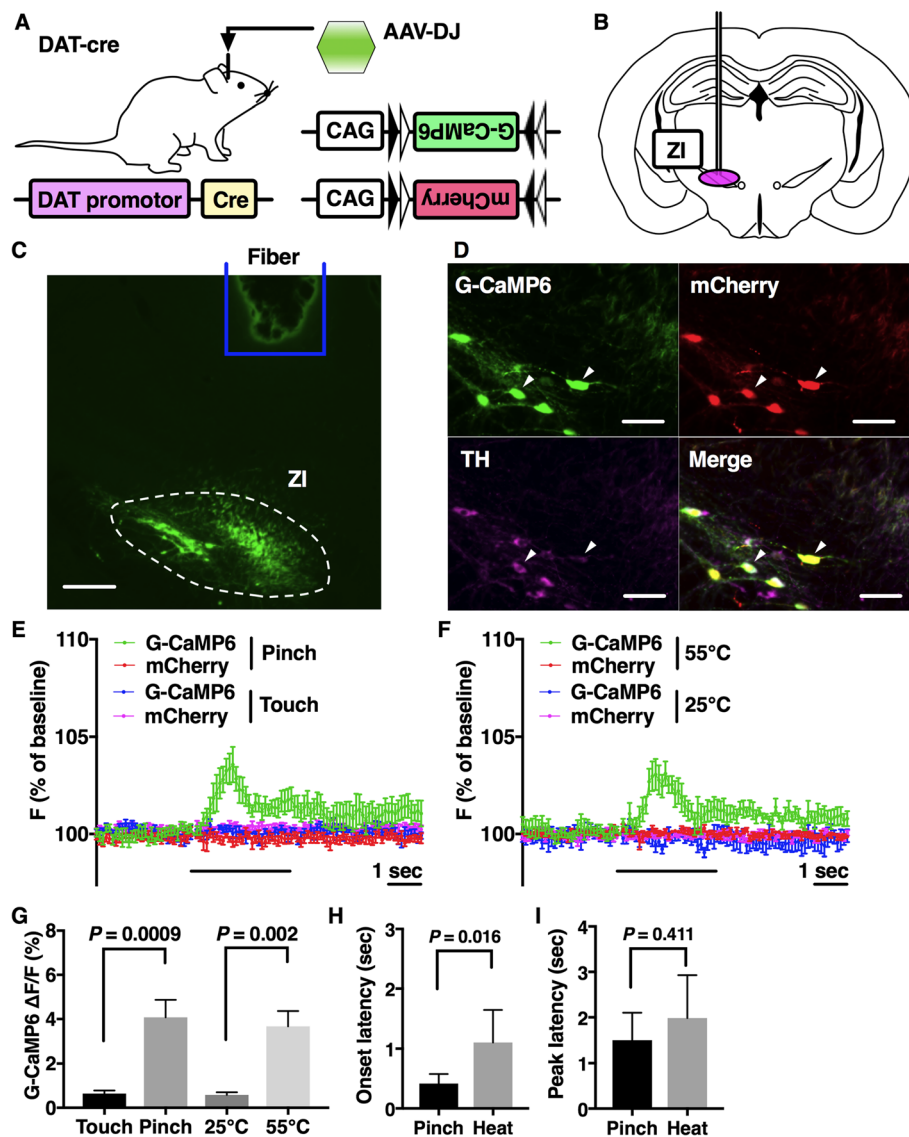 A
DAT-cre
AAV-DJ
CAG
G-CaMP6
DAT promotor
Cre
CAG
mCherry
B
ZI
C
Fiber
ZI
D
G-CaMP6
mCherry
TH
Merge
E
F (% of baseline)
110
105
100
G-CaMP6
mCherry
Pinch
G-CaMP6
mCherry
Touch
1 sec
F
F (% of baseline)
110
105
100
G-CaMP6
mCherry
55°C
G-CaMP6
mCherry
25°C
1 sec
G
G-CaMP6 ΔF/F (%)
8
6
4
2
0
P = 0.0009
P = 0.002
Touch Pinch 25°C 55°C
H
Onset latency (sec)
3
2
1
0
P = 0.016
Pinch Heat
I
Peak latency (sec)
4
3
2
1
0
P = 0.411
Pinch Heat